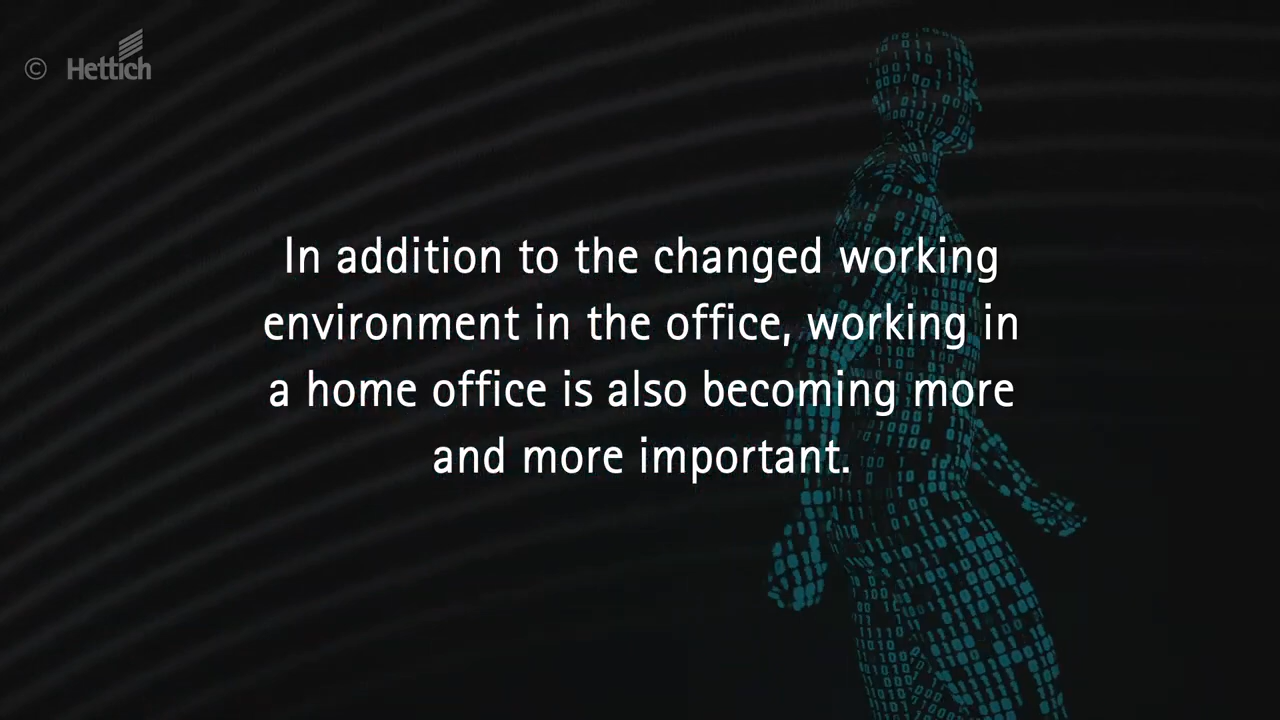 © Hettich
In addition to the changed working
environment in the office, working in
a home office is also becoming more
and more important.